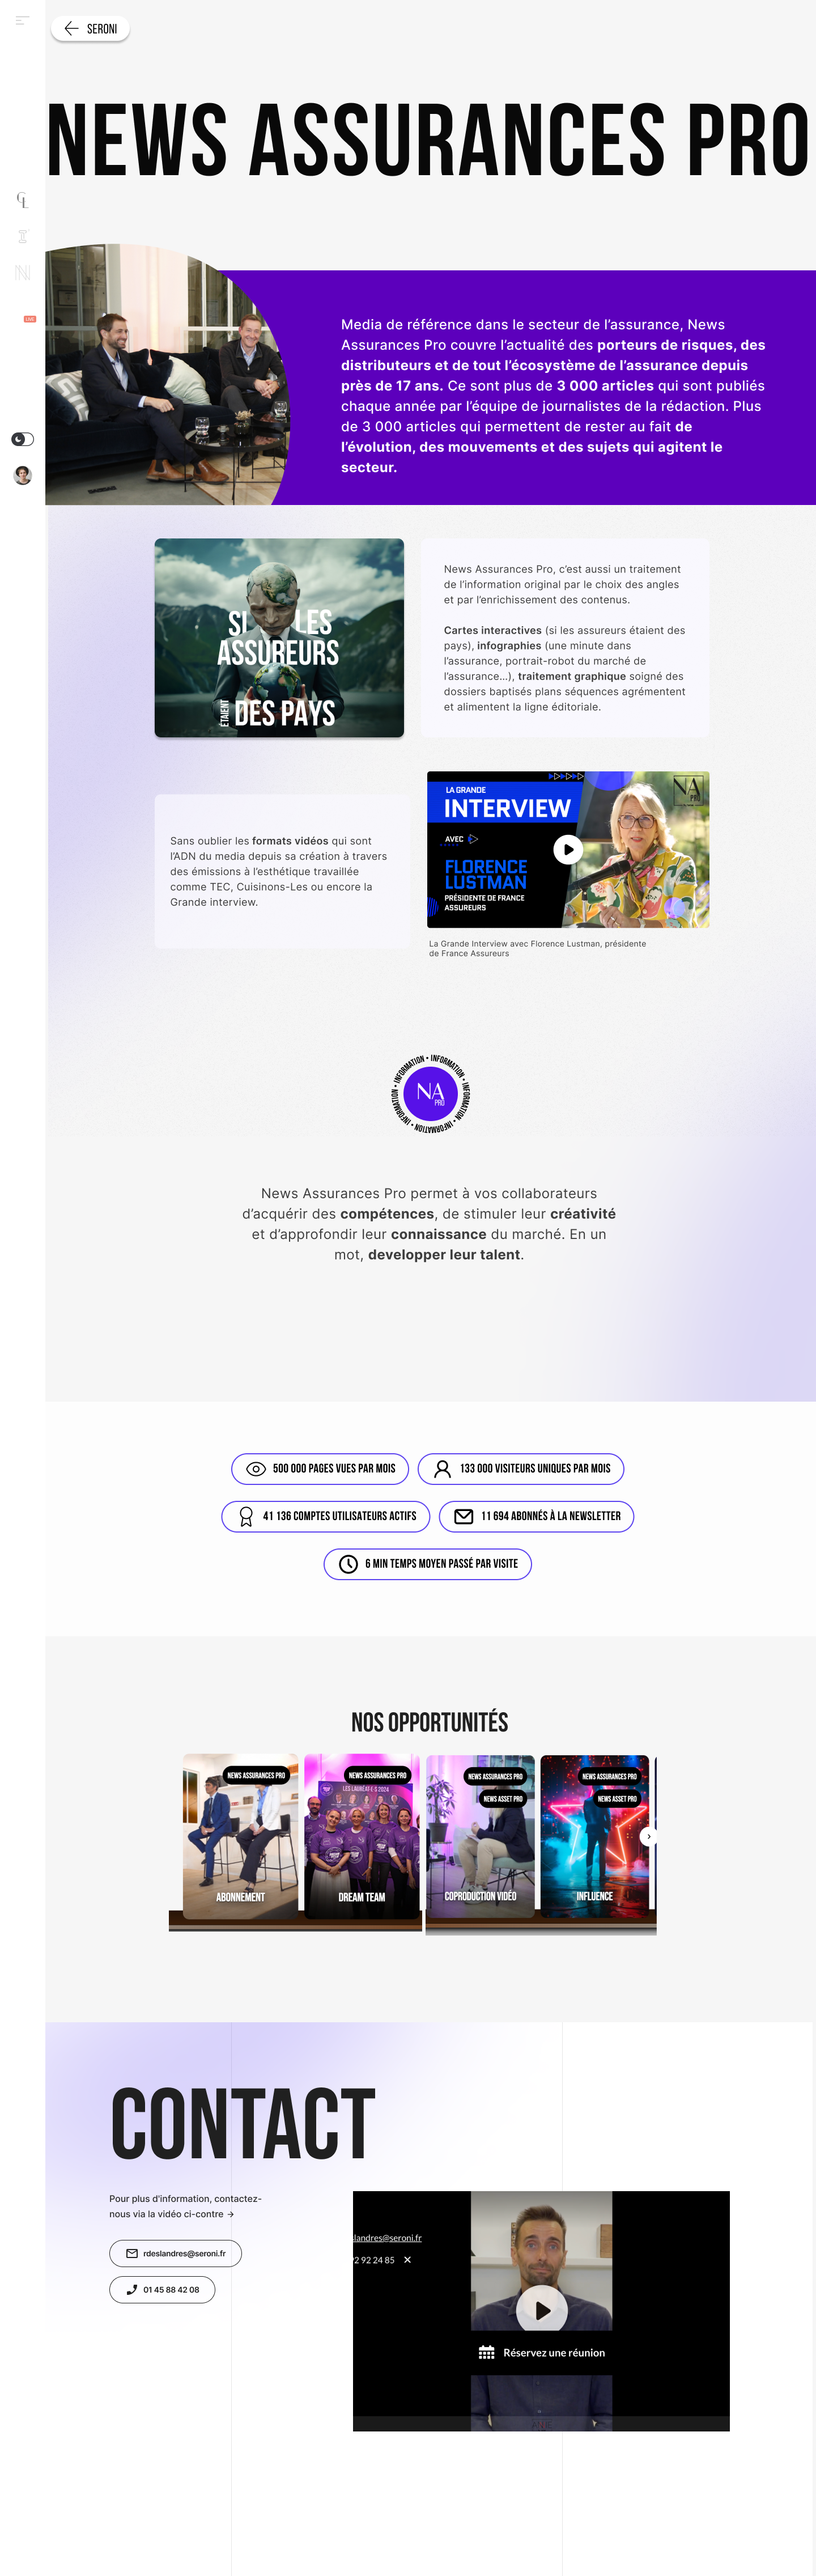 SERONI
NEWS ASSURANCES PRO
LIVE
Media de référence dans le secteur de l’assurance, News
Assurances Pro couvre l’actualité des porteurs de risques, des
distributeurs et de tout l’écosystème de l’assurance depuis
près de 17 ans. Ce sont plus de 3 000 articles qui sont publiés
chaque année par l’équipe de journalistes de la rédaction. Plus
de 3 000 articles qui permettent de rester au fait de
l’évolution, des mouvements et des sujets qui agitent le
secteur.
SI LES
ASSUREURS
ÉTAIENT DES PAYS
News Assurances Pro, c’est aussi un traitement
de l’information original par le choix des angles
et par l’enrichissement des contenus.
Cartes interactives (si les assureurs étaient des
pays), infographies (une minute dans
l’assurance, portrait-robot du marché de
l’assurance…), traitement graphique soigné des
dossiers baptisés plans séquences agrémentent
et alimentent la ligne éditoriale.
Sans oublier les formats vidéos qui sont
l’ADN du media depuis sa création à travers
des émissions à l’esthétique travaillée
comme TEC, Cuisinons-Les ou encore la
Grande interview.
LA GRANDE
INTERVIEW
AVEC
FLORENCE
LUSTMAN
PRÉSIDENTE DE FRANCE
ASSUREURS
NA
PRO
La Grande Interview avec Florence Lustman, présidente
de France Assureurs
INFORMATION • INFORMATION • INFORMATION • INFORMATION • INFORMATION •
NA
PRO
News Assurances Pro permet à vos collaborateurs
d’acquérir des compétences, de stimuler leur créativité
et d’approfondir leur connaissance du marché. En un
mot, developper leur talent.
500 000 PAGES VUES PAR MOIS
133 000 VISITEURS UNIQUES PAR MOIS
41 136 COMPTES UTILISATEURS ACTIFS
11 694 ABONNÉS À LA NEWSLETTER
6 MIN TEMPS MOYEN PASSÉ PAR VISITE
NOS OPPORTUNITÉS
NEWS ASSURANCES PRO
ABONNEMENT
NEWS ASSURANCES PRO
LES LAURÉAT·E·S 2024
DREAM TEAM
NEWS ASSURANCES PRO
NEWS ASSET PRO
COPRODUCTION VIDÉO
NEWS ASSURANCES PRO
NEWS ASSET PRO
INFLUENCE
CONTACT
Pour plus d’information, contactez-
nous via la vidéo ci-contre →
rdeslandres@seroni.fr
01 45 88 42 08
slandres@seroni.fr
92 92 24 85
Réservez une réunion